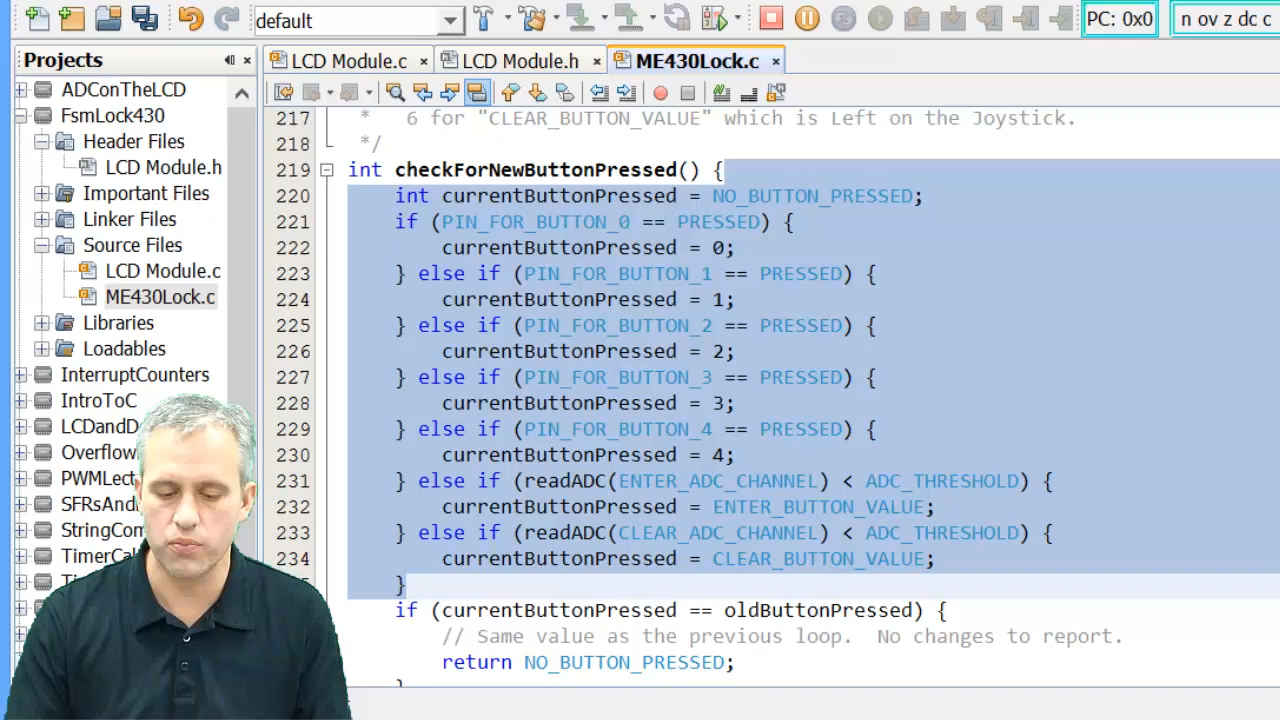 default
PC: 0x0
n ov z dc c
Projects
LCD Module.c
LCD Module.h
ME430Lock.c
ADConTheLCD
FsmLock430
Header Files
LCD Module.h
Important Files
Linker Files
Source Files
LCD Module.c
ME430Lock.c
Libraries
Loadables
InterruptCounters
IntroToC
LCDandD
Overflow
PWMLect
SFRsAnd
StringCom
TimerCal
217 * 6 for "CLEAR_BUTTON_VALUE" which is Left on the Joystick.
218 */
219 int checkForNewButtonPressed() {
220 int currentButtonPressed = NO_BUTTON_PRESSED;
221 if (PIN_FOR_BUTTON_0 == PRESSED) {
222 currentButtonPressed = 0;
223 } else if (PIN_FOR_BUTTON_1 == PRESSED) {
224 currentButtonPressed = 1;
225 } else if (PIN_FOR_BUTTON_2 == PRESSED) {
226 currentButtonPressed = 2;
227 } else if (PIN_FOR_BUTTON_3 == PRESSED) {
228 currentButtonPressed = 3;
229 } else if (PIN_FOR_BUTTON_4 == PRESSED) {
230 currentButtonPressed = 4;
231 } else if (readADC(ENTER_ADC_CHANNEL) < ADC_THRESHOLD) {
232 currentButtonPressed = ENTER_BUTTON_VALUE;
233 } else if (readADC(CLEAR_ADC_CHANNEL) < ADC_THRESHOLD) {
234 currentButtonPressed = CLEAR_BUTTON_VALUE;
}
if (currentButtonPressed == oldButtonPressed) {
// Same value as the previous loop.  No changes to report.
return NO_BUTTON_PRESSED;